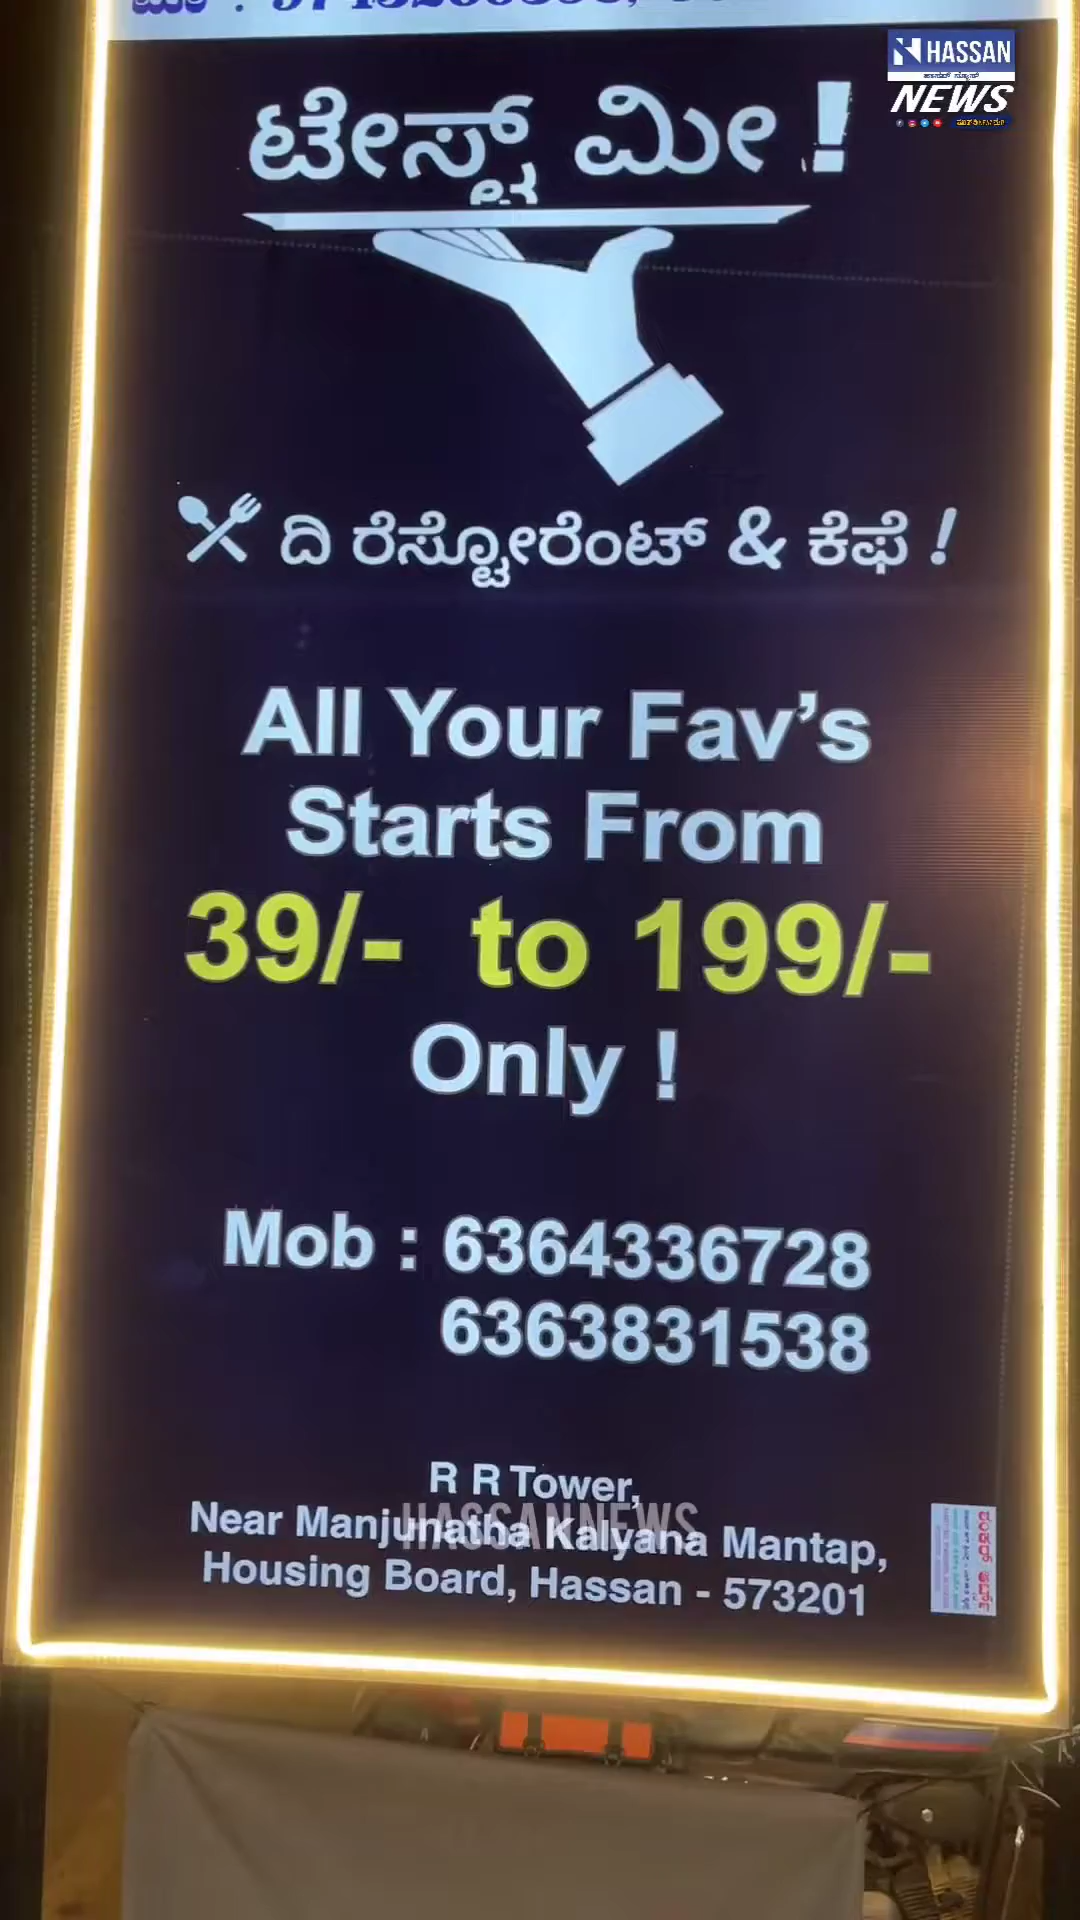 HASSAN
NEWS
ಟೇಸ್ಟ್ ಮೀ !
ದಿ ರೆಸ್ಟೋರೆಂಟ್ & ಕೆಫೆ !
All Your Fav's
Starts From
39/- to 199/-
Only !
Mob : 6364336728
6363831538
R R Tower,
HASSAN NEWS
Near Manjunatha Kalyana Mantap,
Housing Board, Hassan - 573201